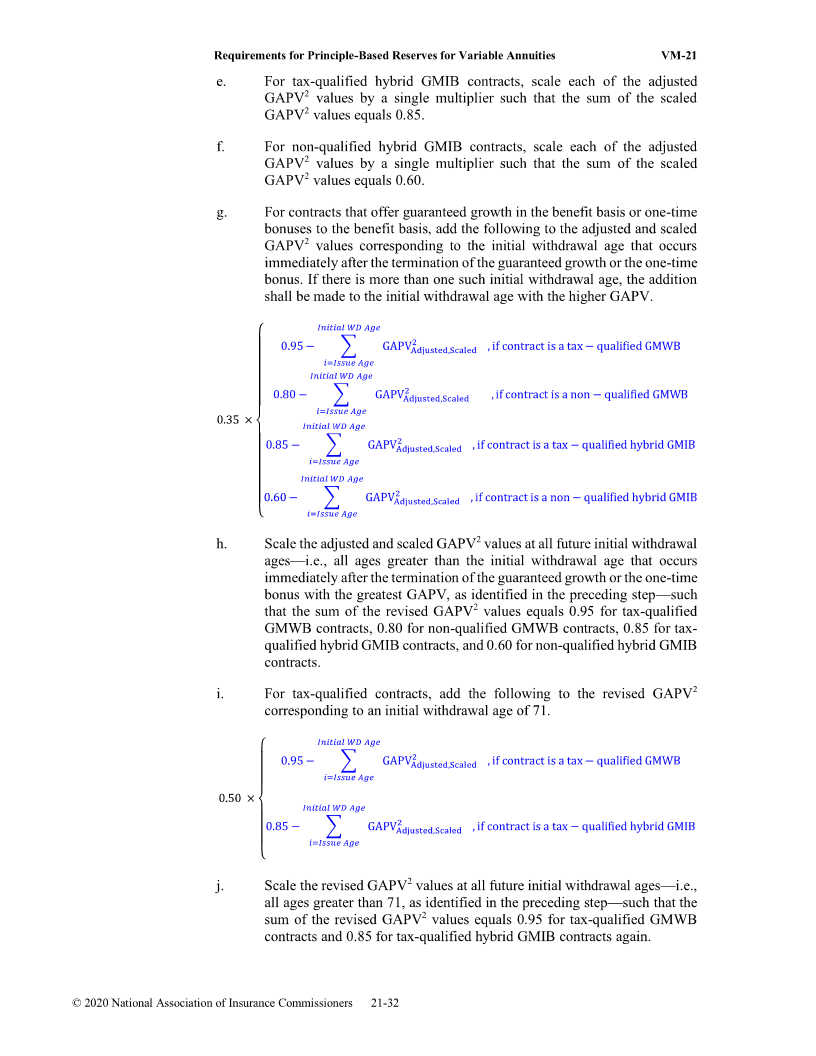 Requirements for Principle-Based Reserves for Variable Annuities VM-21
e. For tax-qualified hybrid GMIB contracts, scale each of the adjusted
GAPV² values by a single multiplier such that the sum of the scaled
GAPV² values equals 0.85.
f. For non-qualified hybrid GMIB contracts, scale each of the adjusted
GAPV² values by a single multiplier such that the sum of the scaled
GAPV² values equals 0.60.
g. For contracts that offer guaranteed growth in the benefit basis or one-time
bonuses to the benefit basis, add the following to the adjusted and scaled
GAPV² values corresponding to the initial withdrawal age that occurs
immediately after the termination of the guaranteed growth or the one-time
bonus. If there is more than one such initial withdrawal age, the addition
shall be made to the initial withdrawal age with the higher GAPV.
Initial WD Age
0.95 − ∑ GAPV²Adjusted,Scaled , if contract is a tax − qualified GMWB
i=Issue Age
Initial WD Age
0.80 − ∑ GAPV²Adjusted,Scaled , if contract is a non − qualified GMWB
i=Issue Age
0.35 × {
Initial WD Age
0.85 − ∑ GAPV²Adjusted,Scaled , if contract is a tax − qualified hybrid GMIB
i=Issue Age
Initial WD Age
0.60 − ∑ GAPV²Adjusted,Scaled , if contract is a non − qualified hybrid GMIB
i=Issue Age
h. Scale the adjusted and scaled GAPV² values at all future initial withdrawal
ages—i.e., all ages greater than the initial withdrawal age that occurs
immediately after the termination of the guaranteed growth or the one-time
bonus with the greatest GAPV, as identified in the preceding step—such
that the sum of the revised GAPV² values equals 0.95 for tax-qualified
GMWB contracts, 0.80 for non-qualified GMWB contracts, 0.85 for tax-
qualified hybrid GMIB contracts, and 0.60 for non-qualified hybrid GMIB
contracts.
i. For tax-qualified contracts, add the following to the revised GAPV²
corresponding to an initial withdrawal age of 71.
Initial WD Age
0.95 − ∑ GAPV²Adjusted,Scaled , if contract is a tax − qualified GMWB
i=Issue Age
0.50 × {
Initial WD Age
0.85 − ∑ GAPV²Adjusted,Scaled , if contract is a tax − qualified hybrid GMIB
i=Issue Age
j. Scale the revised GAPV² values at all future initial withdrawal ages—i.e.,
all ages greater than 71, as identified in the preceding step—such that the
sum of the revised GAPV² values equals 0.95 for tax-qualified GMWB
contracts and 0.85 for tax-qualified hybrid GMIB contracts again.
© 2020 National Association of Insurance Commissioners 21-32